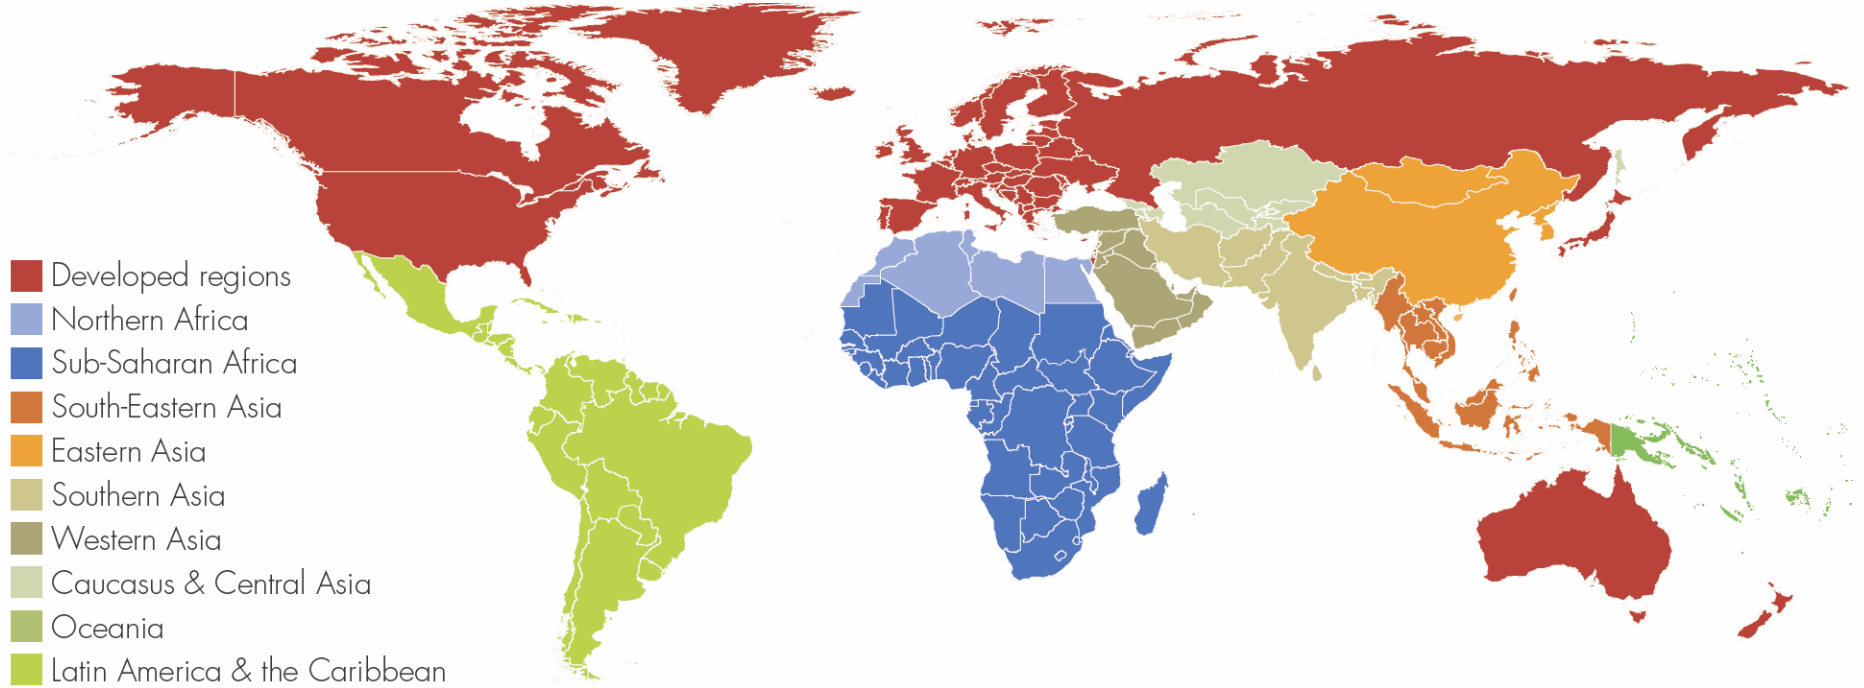 Developed regions
Northern Africa
Sub-Saharan Africa
South-Eastern Asia
Eastern Asia
Southern Asia
Western Asia
Caucasus & Central Asia
Oceania
Latin America & the Caribbean